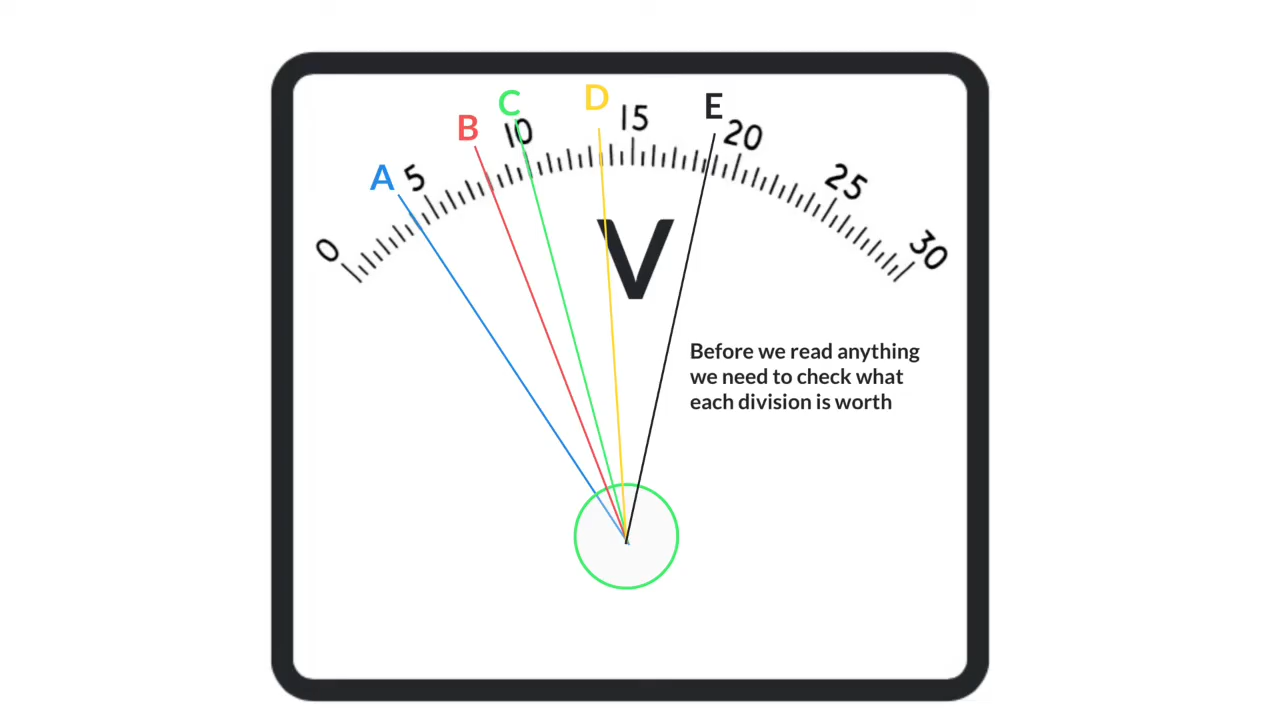 A
B
C
D
E
0
5
10
15
20
25
30
V
Before we read anything
we need to check what
each division is worth